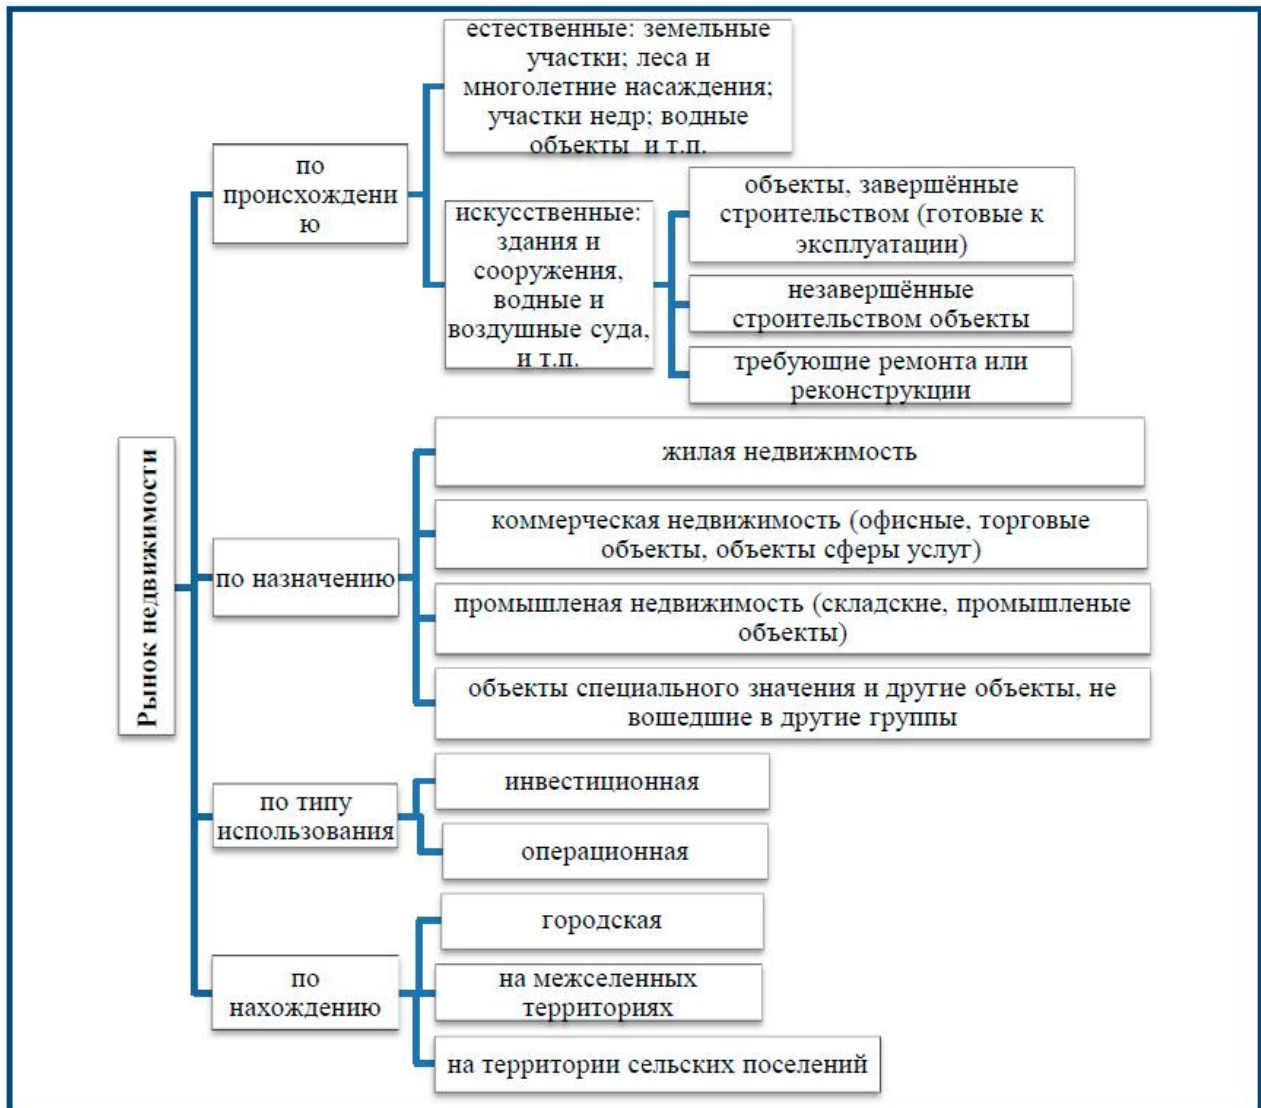 естественные: земельные
участки; леса и
многолетние насаждения;
участки недр; водные
объекты и т.п.
по
происхождени
ю
искусственные:
здания и
сооружения,
водные и
воздушные суда,
и т.п.
объекты, завершённые
строительством (готовые к
эксплуатации)
незавершённые
строительством объекты
требующие ремонта или
реконструкции
Рынок недвижимости
жилая недвижимость
коммерческая недвижимость (офисные, торговые
объекты, объекты сферы услуг)
по назначению
промышленая недвижимость (складские, промышленые
объекты)
объекты специального значения и другие объекты, не
вошедшие в другие группы
по типу
использования
инвестиционная
операционная
по
нахождению
городская
на межселенных
территориях
на территории сельских поселений